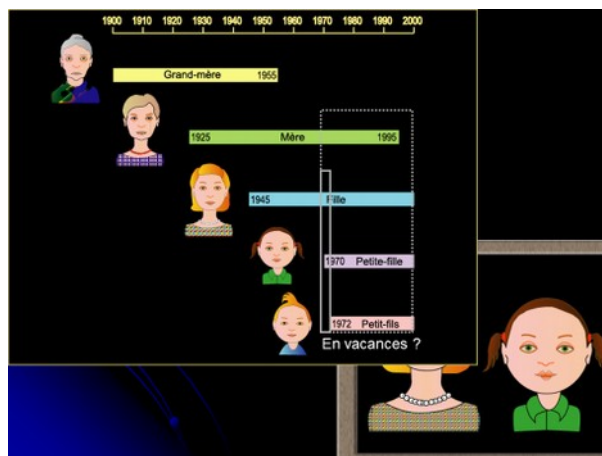 1900 1910 1920 1930 1940 1950 1960 1970 1980 1990 2000
Grand-mère 1955
1925 Mère 1995
1945 Fille
1970 Petite-fille
1972 Petit-fils
En vacances ?